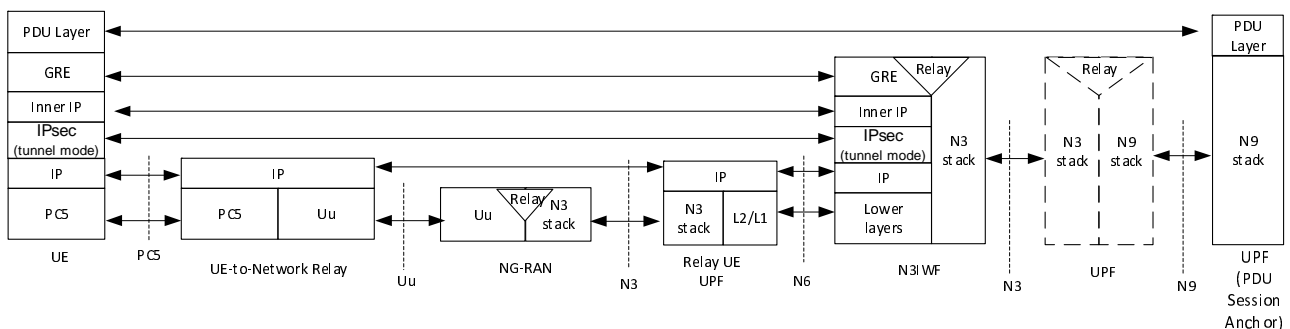 PDU Layer
GRE
Inner IP
IPsec
(tunnel mode)
IP
PC5
UE
PC5
IP
PC5
Uu
UE-to-Network Relay
Uu
Uu
Relay
N3
stack
NG-RAN
N3
IP
N3
stack
L2/L1
Relay UE
UPF
N6
GRE
Relay
Inner IP
IPsec
(tunnel mode)
IP
Lower
layers
N3
stack
N3IWF
N3
Relay
N3
stack
N9
stack
UPF
N9
PDU
Layer
N9
stack
UPF
(PDU
Session
Anchor)